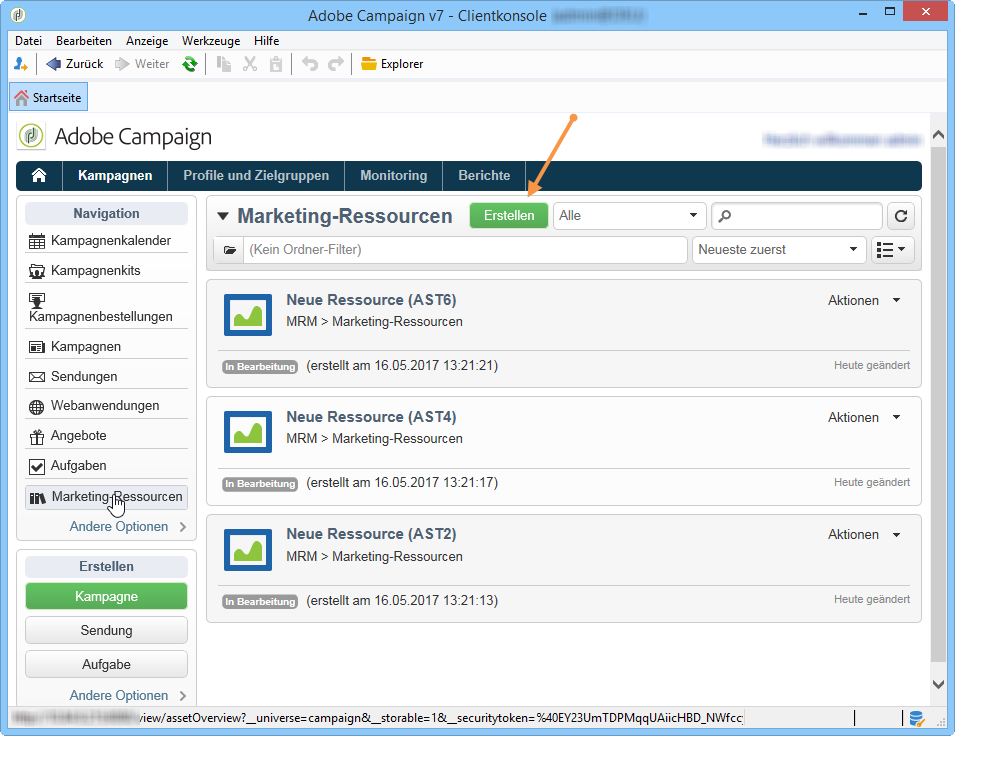 Adobe Campaign v7 - Clientkonsole
Datei Bearbeiten Anzeige Werkzeuge Hilfe
Zurück Weiter Explorer
Startseite
Adobe Campaign
Kampagnen Profile und Zielgruppen Monitoring Berichte
Navigation
Kampagnenkalender
Kampagnenkits
Kampagnenbestellungen
Kampagnen
Sendungen
Webanwendungen
Angebote
Aufgaben
Marketing-Ressourcen
Andere Optionen
Erstellen
Kampagne
Sendung
Aufgabe
Andere Optionen
Marketing-Ressourcen Erstellen Alle
(Kein Ordner-Filter) Neueste zuerst
Neue Ressource (AST6) Aktionen
MRM > Marketing-Ressourcen
In Bearbeitung (erstellt am 16.05.2017 13:21:21) Heute geändert
Neue Ressource (AST4) Aktionen
MRM > Marketing-Ressourcen
In Bearbeitung (erstellt am 16.05.2017 13:21:17) Heute geändert
Neue Ressource (AST2) Aktionen
MRM > Marketing-Ressourcen
In Bearbeitung (erstellt am 16.05.2017 13:21:13) Heute geändert
view/assetOverview?__universe=campaign&__storable=1&__securitytoken=%40EY23UmTDPMqqUAiicHBD_NWfcc